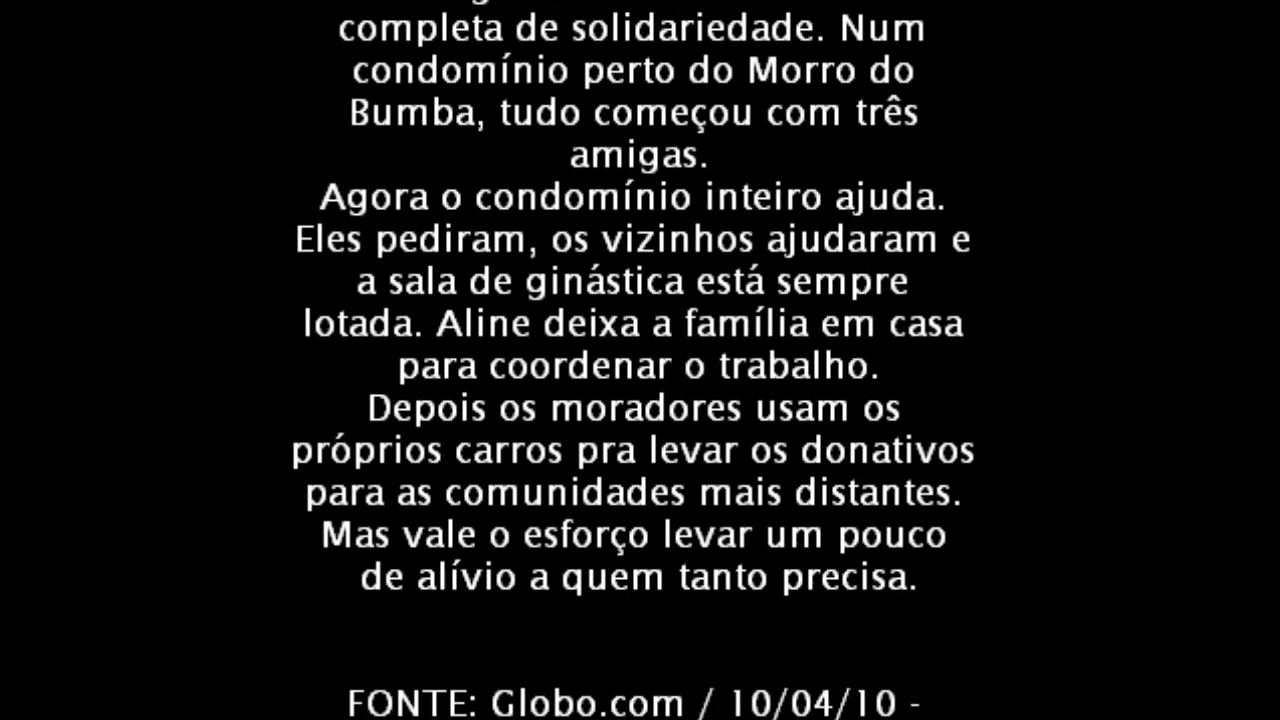 completa de solidariedade. Num
condomínio perto do Morro do
Bumba, tudo começou com três
amigas.
Agora o condomínio inteiro ajuda.
Eles pediram, os vizinhos ajudaram e
a sala de ginástica está sempre
lotada. Aline deixa a família em casa
para coordenar o trabalho.
Depois os moradores usam os
próprios carros pra levar os donativos
para as comunidades mais distantes.
Mas vale o esforço levar um pouco
de alívio a quem tanto precisa.
FONTE: Globo.com / 10/04/10 -